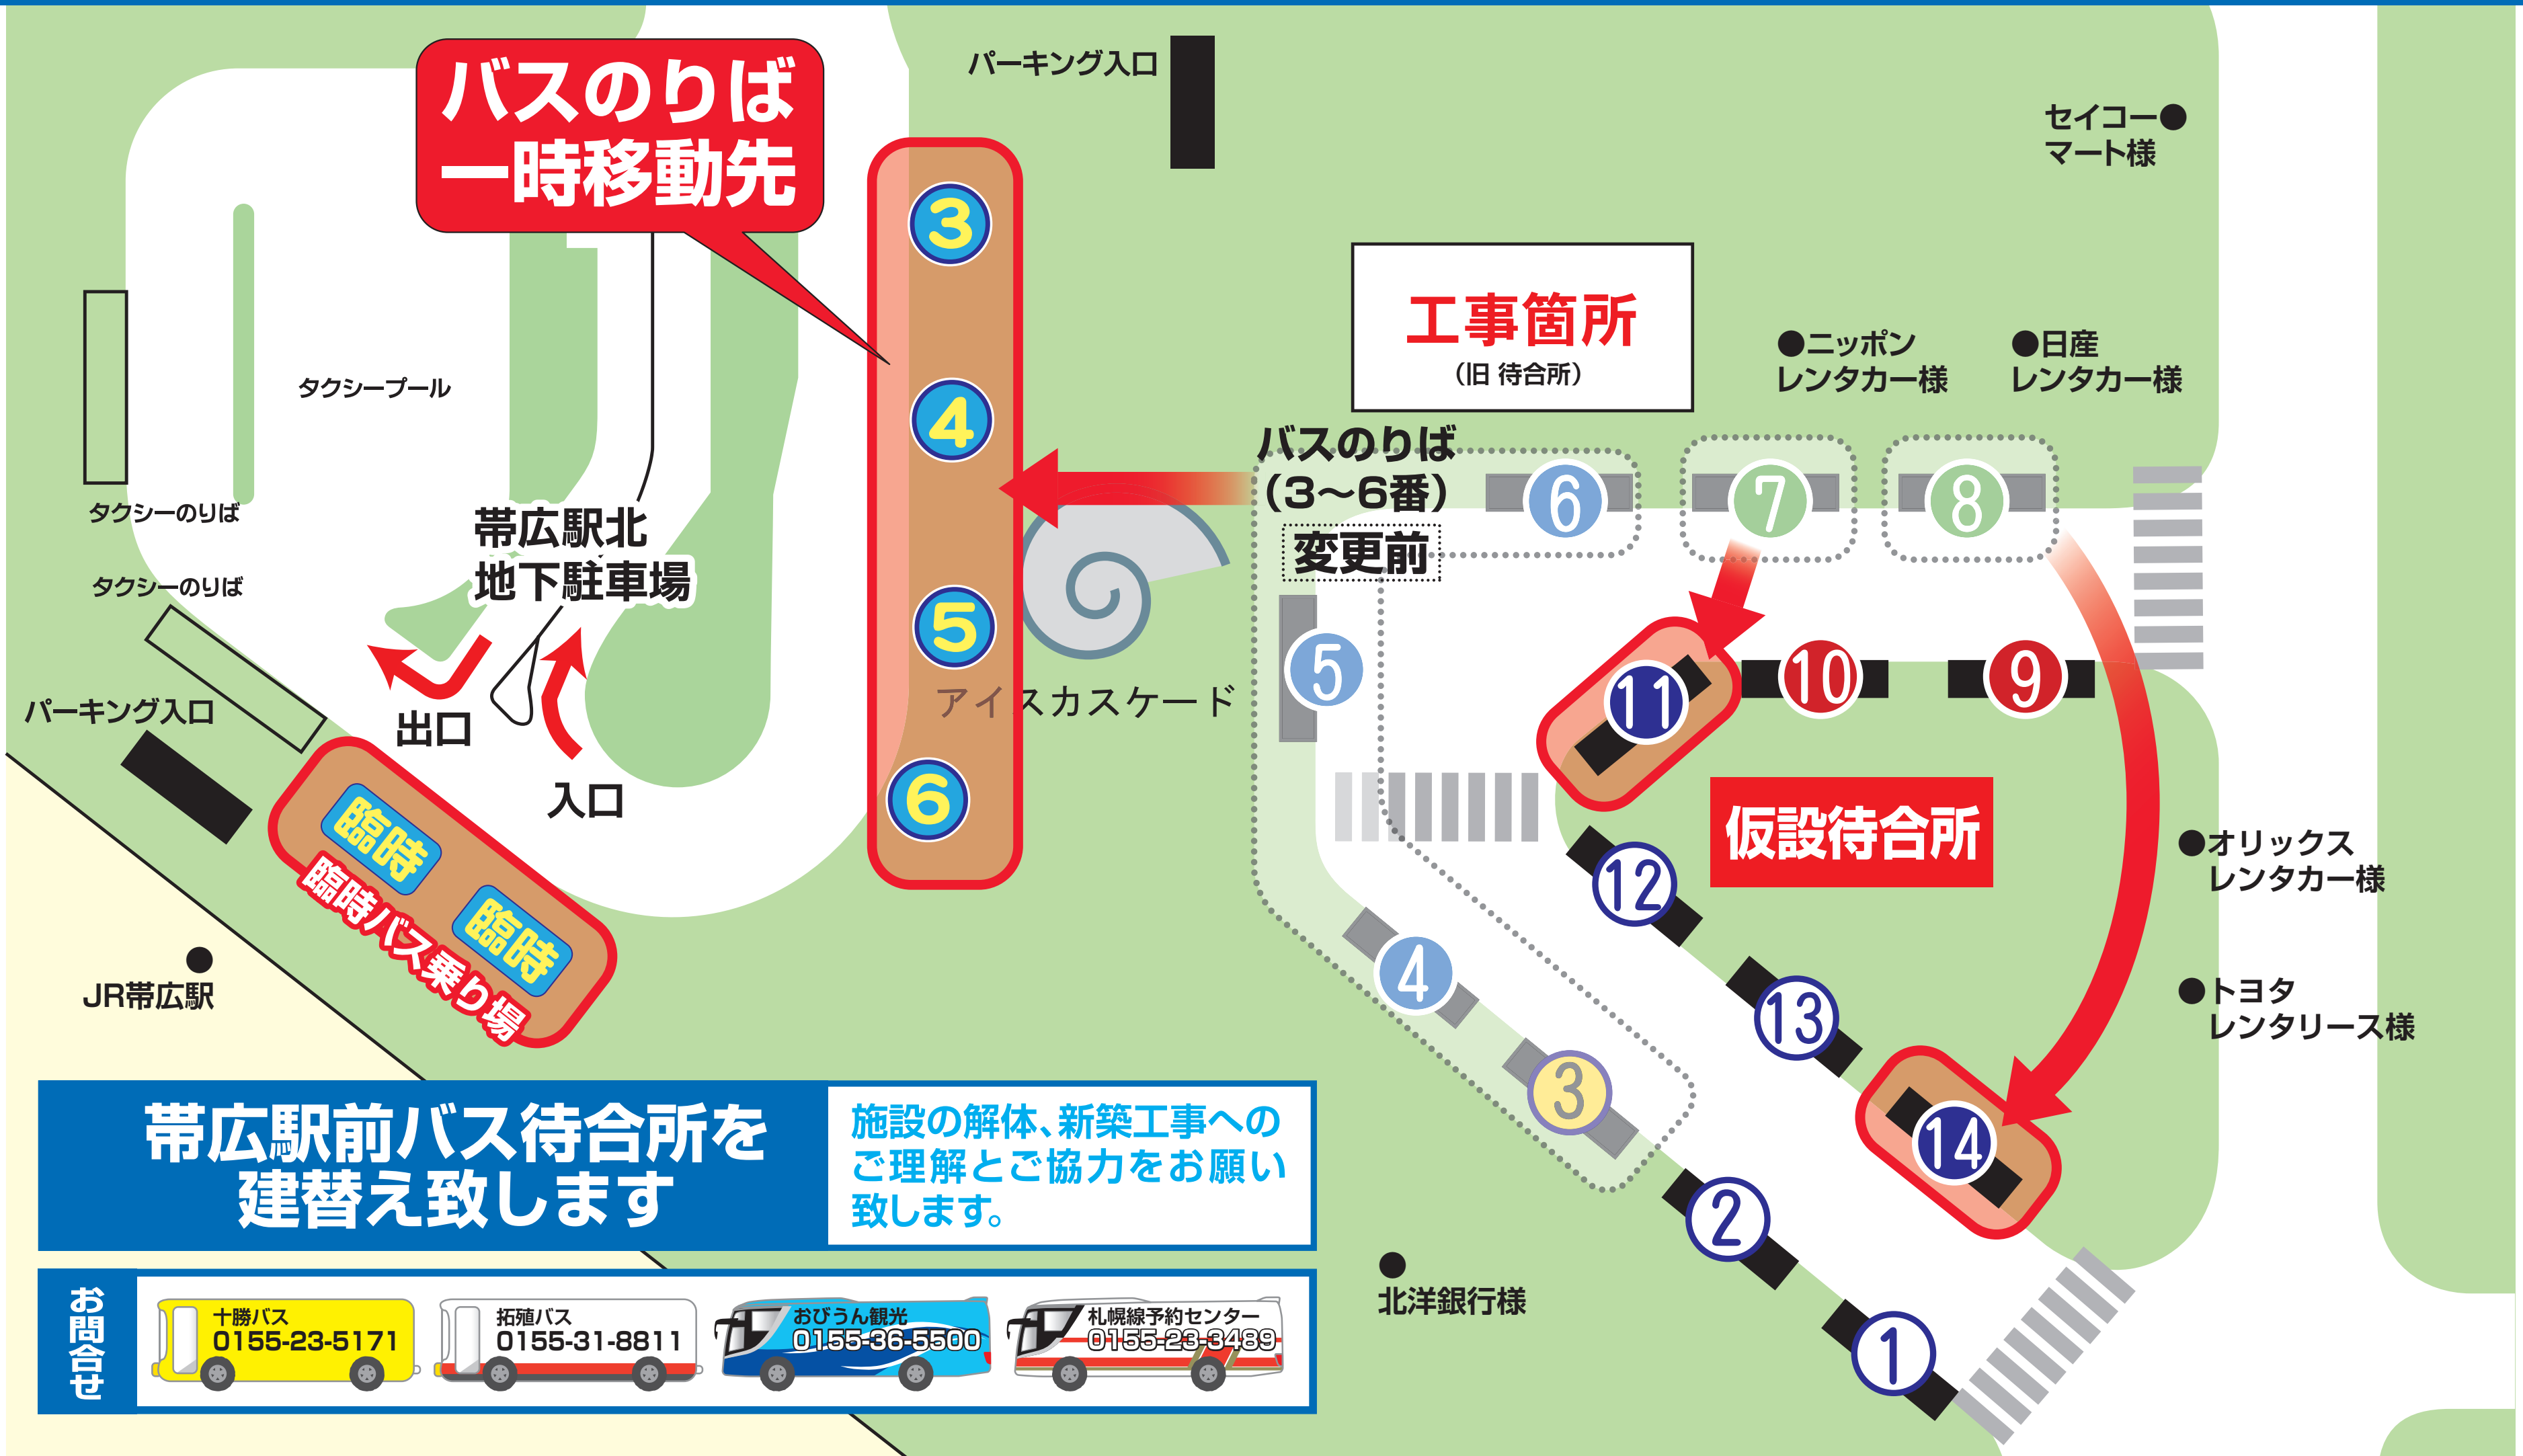 バスのりば
一時移動先
パーキング入口
セイコー
マート様
3
4
5
6
工事箇所
（旧 待合所）
ニッポン
レンタカー様
日産
レンタカー様
タクシープール
タクシーのりば
タクシーのりば
パーキング入口
帯広駅北
地下駐車場
出口
入口
アイスカスケード
バスのりば
（3～6番）
変更前
6
7
8
5
11
10
9
仮設待合所
12
13
14
4
3
2
1
オリックス
レンタカー様
トヨタ
レンタリース様
臨時
臨時
臨時バス乗り場
JR帯広駅
北洋銀行様
帯広駅前バス待合所を
建替え致します
施設の解体、新築工事への
ご理解とご協力をお願い
致します。
お問合せ
十勝バス
0155-23-5171
拓殖バス
0155-31-8811
おびうん観光
0155-36-5500
札幌線予約センター
0155-23-3489